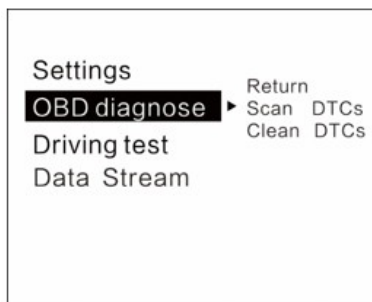 Settings
OBD diagnose
Driving test
Data Stream
Return
Scan DTCs
Clean DTCs